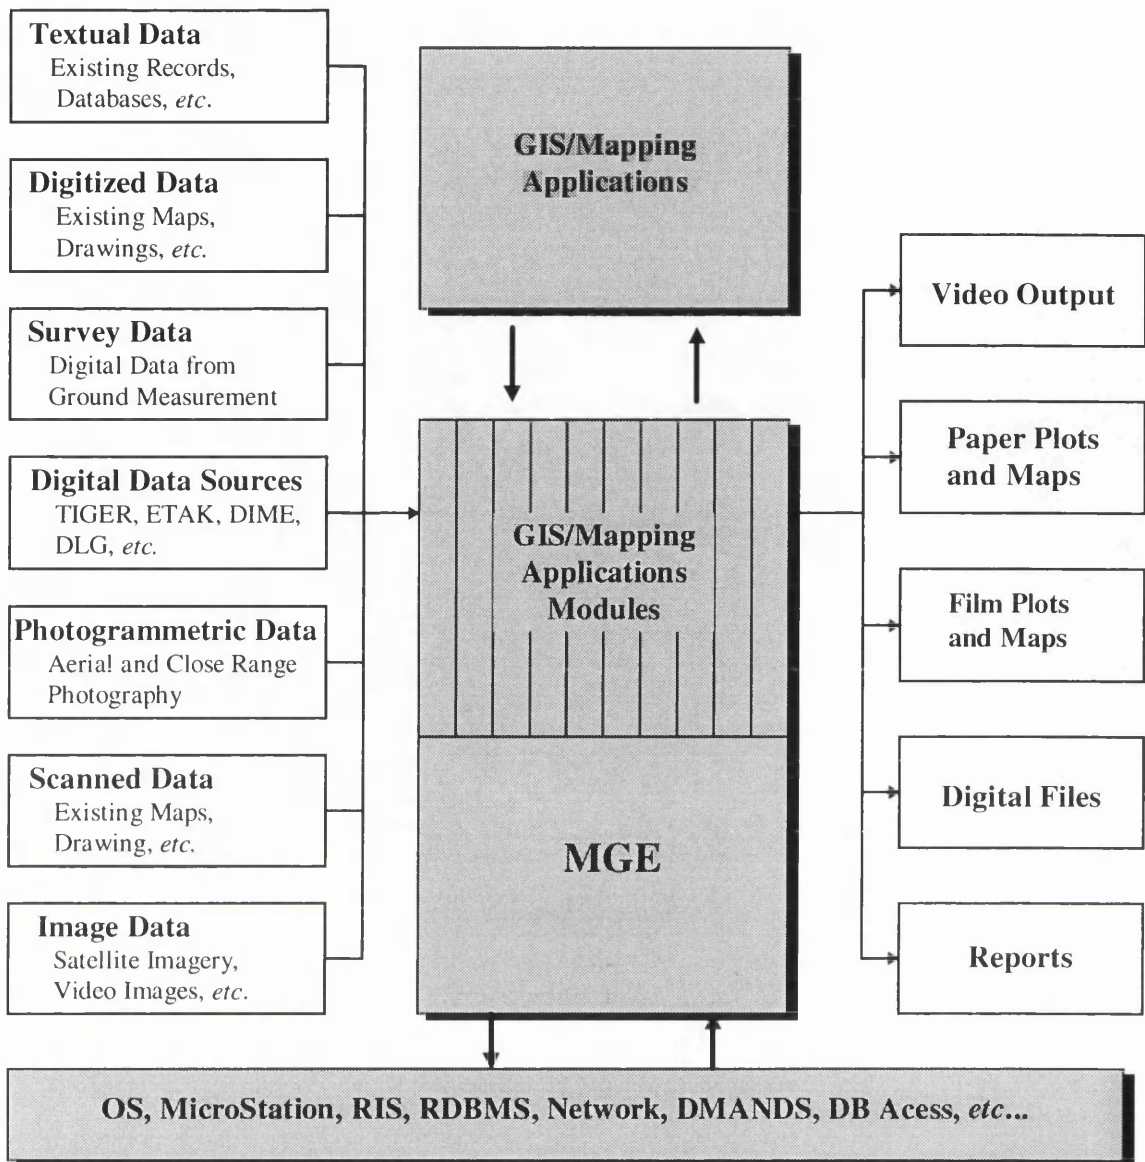 Textual Data
Existing Records,
Databases, etc.
Digitized Data
Existing Maps,
Drawings, etc.
Survey Data
Digital Data from
Ground Measurement
Digital Data Sources
TIGER, ETAK, DIME,
DLG, etc.
Photogrammetric Data
Aerial and Close Range
Photography
Scanned Data
Existing Maps,
Drawing, etc.
Image Data
Satellite Imagery,
Video Images, etc.
GIS/Mapping
Applications
GIS/Mapping
Applications
Modules
MGE
Video Output
Paper Plots
and Maps
Film Plots
and Maps
Digital Files
Reports
OS, MicroStation, RIS, RDBMS, Network, DMANDS, DB Acess, etc...